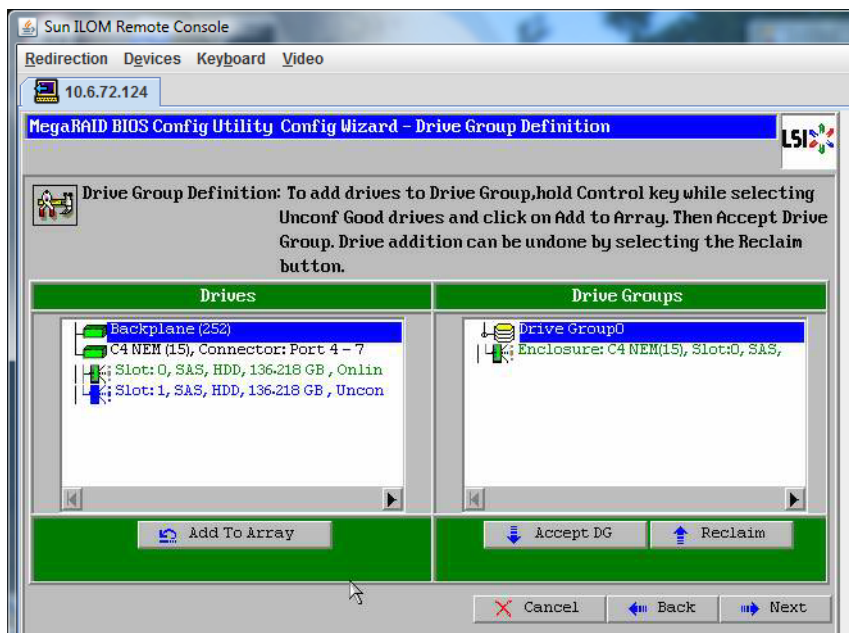 Sun ILOM Remote Console
Redirection Devices Keyboard Video
10.6.72.124
MegaRAID BIOS Config Utility Config Wizard - Drive Group Definition
LSI
Drive Group Definition: To add drives to Drive Group,hold Control key while selecting
Unconf Good drives and click on Add to Array. Then Accept Drive
Group. Drive addition can be undone by selecting the Reclaim
button.
Drives
Backplane (252)
C4 NEM (15), Connector: Port 4 - 7
Slot: 0, SAS, HDD, 136.218 GB , Onlin
Slot: 1, SAS, HDD, 136.218 GB , Uncon
Add To Array
Drive Groups
Drive Group0
Enclosure: C4 NEM(15), Slot:0, SAS,
Accept DG
Reclaim
Cancel
Back
Next